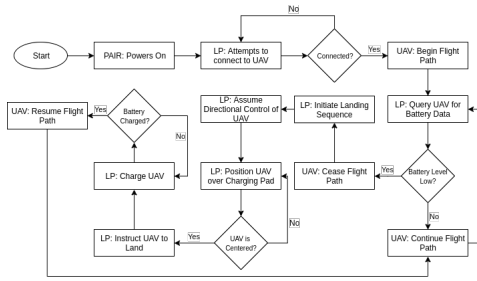 No
Start
PAIR: Powers On
LP: Attempts to
connect to UAV
Connected?
Yes
UAV: Begin Flight
Path
UAV: Resume Flight
Path
Yes
Battery
Charged?
No
LP: Assume
Directional Control of
UAV
LP: Initiate Landing
Sequence
LP: Query UAV for
Battery Data
LP: Charge UAV
LP: Position UAV
over Charging Pad
UAV: Cease Flight
Path
Yes
Battery Level
Low?
No
No
LP: Instruct UAV to
Land
Yes
UAV is
Centered?
UAV: Continue Flight
Path